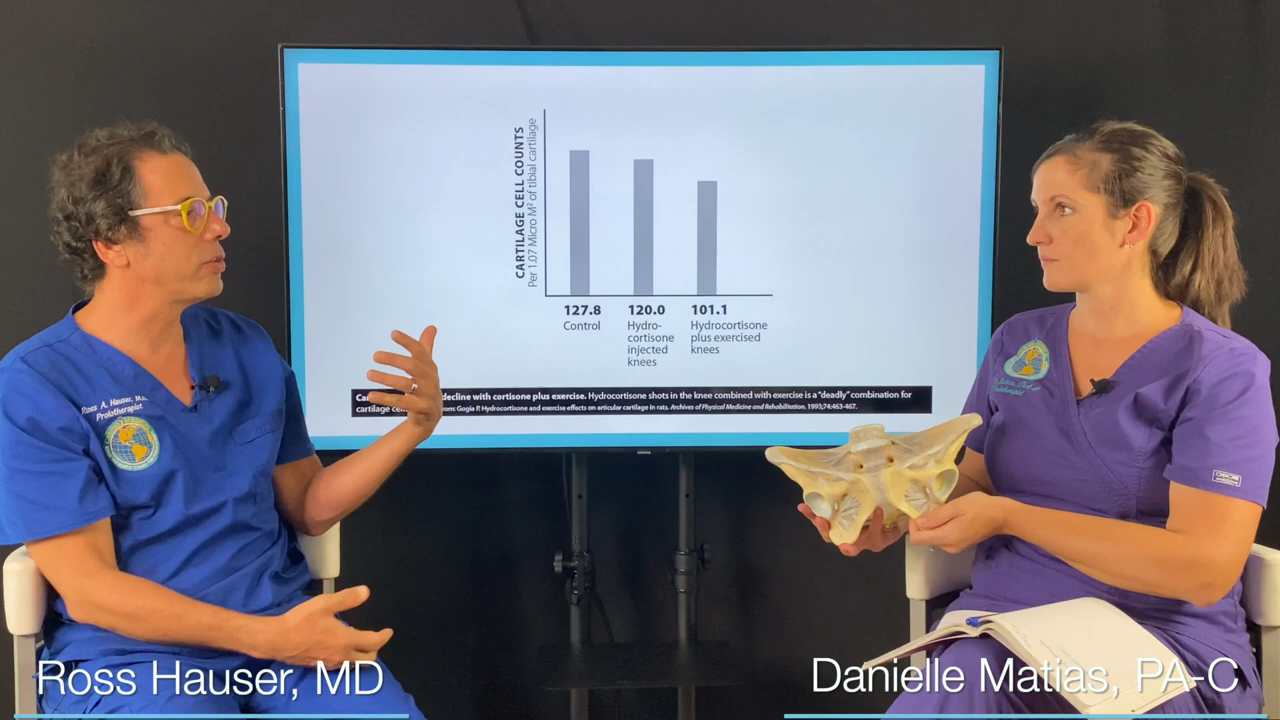 CARTILAGE CELL COUNTS
Per 1.07 Micro M² of tibial cartilage
127.8
Control
120.0
Hydro-
cortisone
injected
knees
101.1
Hydrocortisone
plus exercised
knees
decline with cortisone plus exercise. Hydrocortisone shots in the knee combined with exercise is a "deadly" combination for
cartilage from: Gogia P. Hydrocortisone and exercise effects on articular cartilage in rats. Archives of Physical Medicine and Rehabilitation. 1993;74:463-467.
Ross A. Hauser, M.D.
Prolotherapist
Ross Hauser, MD
Danielle Matias, PA-C